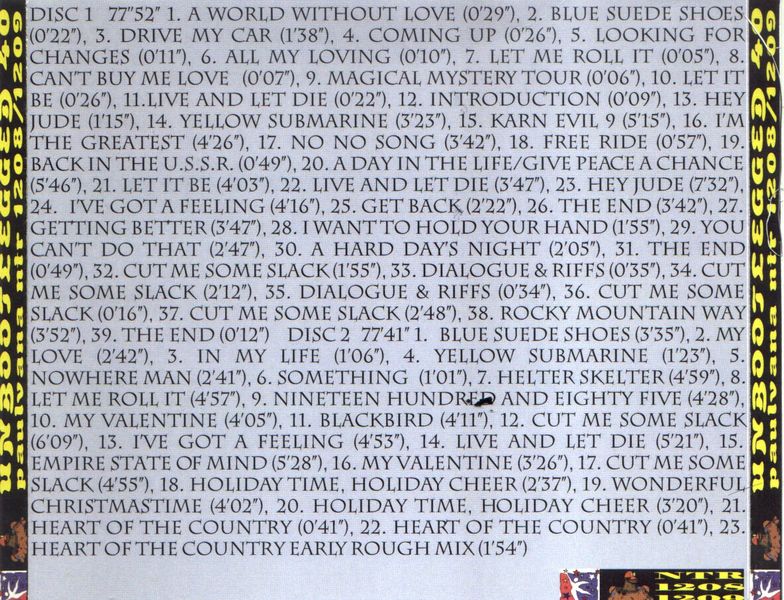 DISC 1 77"52" 1. A WORLD WITHOUT LOVE (0'29"), 2. BLUE SUEDE SHOES
(0'22"), 3. DRIVE MY CAR (1'38"), 4. COMING UP (0'26"), 5. LOOKING FOR
CHANGES (0'11"), 6. ALL MY LOVING (0'10"), 7. LET ME ROLL IT (0'05"), 8.
CAN'T BUY ME LOVE (0'07"), 9. MAGICAL MYSTERY TOUR (0'06"), 10. LET IT
BE (0'26"), 11.LIVE AND LET DIE (0'22"), 12. INTRODUCTION (0'09"), 13. HEY
JUDE (1'15"), 14. YELLOW SUBMARINE (3'23"), 15. KARN EVIL 9 (5'15"), 16. I'M
THE GREATEST (4'26"), 17. NO NO SONG (3'42"), 18. FREE RIDE (0'57"), 19.
BACK IN THE U.S.S.R. (0'49"), 20. A DAY IN THE LIFE/GIVE PEACE A CHANCE
(5'46"), 21. LET IT BE (4'03"), 22. LIVE AND LET DIE (3'47"), 23. HEY JUDE (7'32"),
24. I'VE GOT A FEELING (4'16"), 25. GET BACK (2'22"), 26. THE END (3'42"), 27.
GETTING BETTER (3'47"), 28. I WANT TO HOLD YOUR HAND (1'55"), 29. YOU
CAN'T DO THAT (2'47"), 30. A HARD DAY'S NIGHT (2'05"), 31. THE END
(0'49"), 32. CUT ME SOME SLACK (1'55"), 33. DIALOGUE & RIFFS (0'35"), 34. CUT
ME SOME SLACK (2'12"), 35. DIALOGUE & RIFFS (0'34"), 36. CUT ME SOME
SLACK (0'16"), 37. CUT ME SOME SLACK (2'48"), 38. ROCKY MOUNTAIN WAY
(3'52"), 39. THE END (0'12") DISC 2 77'41" 1. BLUE SUEDE SHOES (3'35"), 2. MY
LOVE (2'42"), 3. IN MY LIFE (1'06"), 4. YELLOW SUBMARINE (1'23"), 5.
NOWHERE MAN (2'41"), 6. SOMETHING (1'01"), 7. HELTER SKELTER (4'59"), 8.
LET ME ROLL IT (4'57"), 9. NINETEEN HUNDRED AND EIGHTY FIVE (4'28"),
10. MY VALENTINE (4'05"), 11. BLACKBIRD (4'11"), 12. CUT ME SOME SLACK
(6'09"), 13. I'VE GOT A FEELING (4'53"), 14. LIVE AND LET DIE (5'21"), 15.
EMPIRE STATE OF MIND (5'28"), 16. MY VALENTINE (3'26"), 17. CUT ME SOME
SLACK (4'55"), 18. HOLIDAY TIME, HOLIDAY CHEER (2'37"), 19. WONDERFUL
CHRISTMASTIME (4'02"), 20. HOLIDAY TIME, HOLIDAY CHEER (3'20"), 21.
HEART OF THE COUNTRY (0'41"), 22. HEART OF THE COUNTRY (0'41"), 23.
HEART OF THE COUNTRY EARLY ROUGH MIX (1'54")
NTR
1208
1209